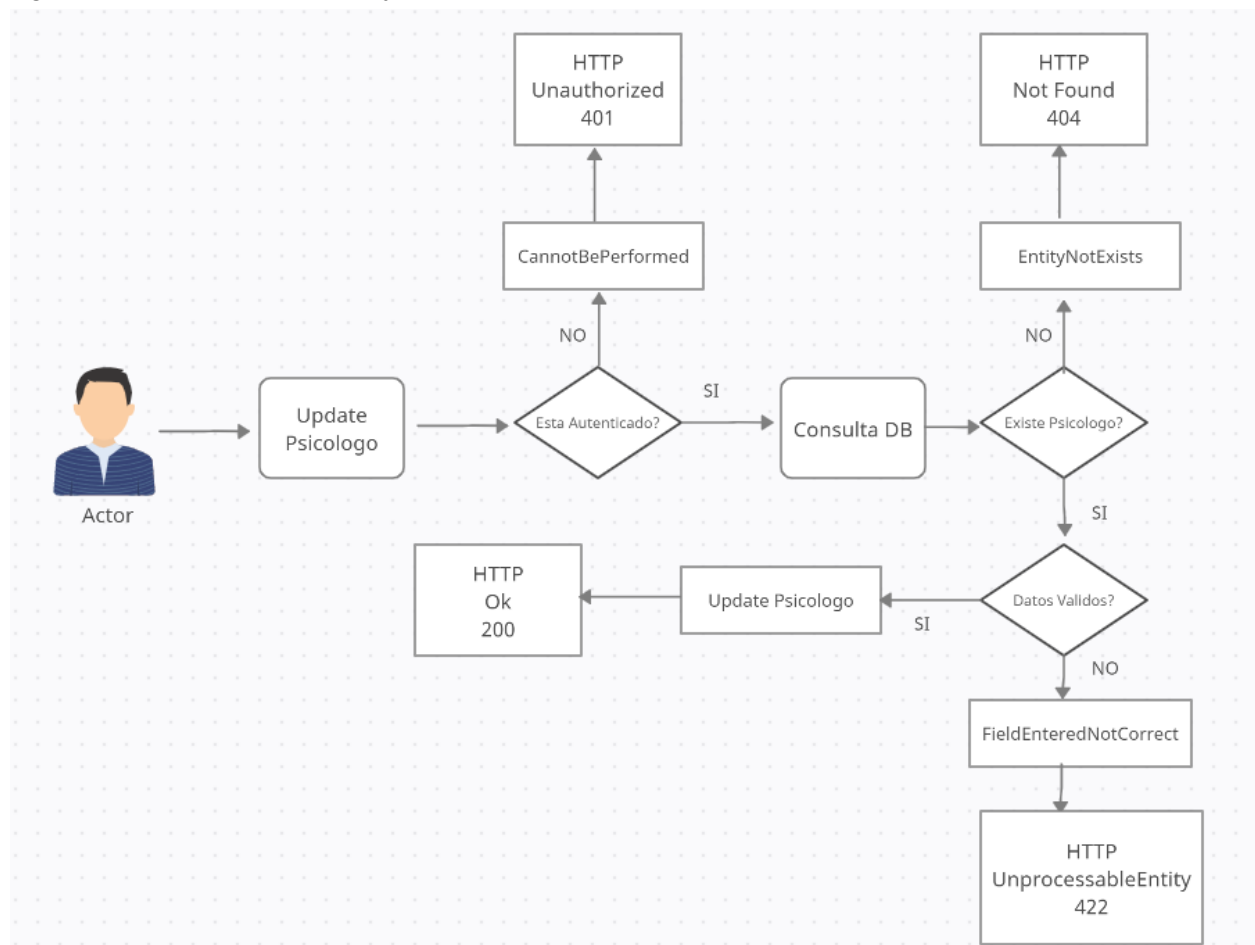 HTTP
Unauthorized
401
HTTP
Not Found
404
CannotBePerformed
EntityNotExists
NO
NO
Update
Psicologo
Esta Autenticado?
SI
Consulta DB
Existe Psicologo?
Actor
SI
HTTP
Ok
200
Update Psicologo
SI
Datos Validos?
NO
FieldEnteredNotCorrect
HTTP
UnprocessableEntity
422